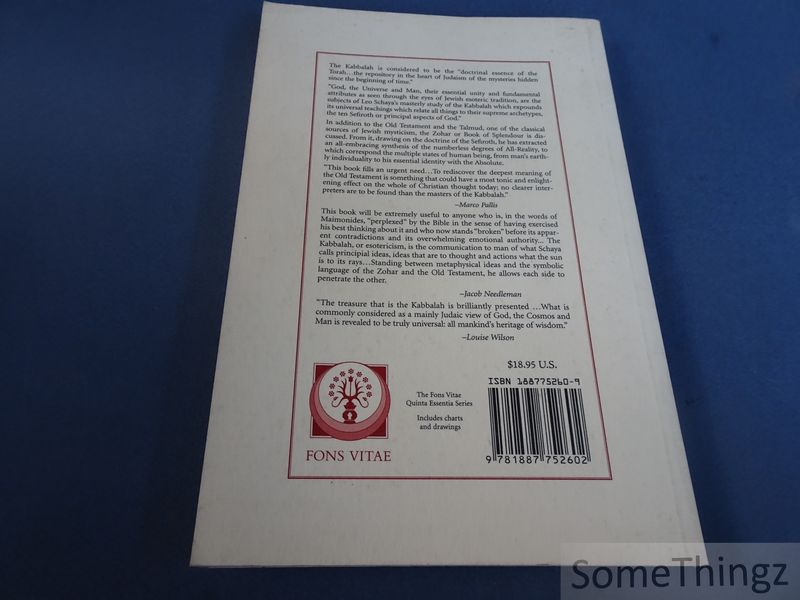 The Kabbalah is considered to be the "doctrinal essence of the
Torah…the repository in the heart of Judaism of the mysteries hidden
since the beginning of time."
"God, the Universe and Man, their essential unity and fundamental
attributes as seen through the eyes of Jewish esoteric tradition, are the
subjects of Leo Schaya's masterly study of the Kabbalah which expounds
its universal teachings which relate all things to their supreme archetypes,
the ten Sefiroth or principal aspects of God."
In addition to the Old Testament and the Talmud, one of the classical
sources of Jewish mysticism, the Zohar or Book of Splendour is dis-
cussed. From it, drawing on the doctrine of the Sefiroth, he has extracted
an all-embracing synthesis of the numberless degrees of All-Reality, to
which correspond the multiple states of human being, from man's earth-
ly individuality to his essential identity with the Absolute.
"This book fills an urgent need…To rediscover the deepest meaning of
the Old Testament is something that could have a most tonic and enlight-
ening effect on the whole of Christian thought today; no clearer inter-
preters are to be found than the masters of the Kabbalah."
–Marco Pallis
This book will be extremely useful to anyone who is, in the words of
Maimonides, "perplexed" by the Bible in the sense of having exercised
his best thinking about it and who now stands "broken" before its appar-
ent contradictions and its overwhelming emotional authority... The
Kabbalah, or esotericism, is the communication to man of what Schaya
calls principial ideas, ideas that are to thought and actions what the sun
is to its rays…Standing between metaphysical ideas and the symbolic
language of the Zohar and the Old Testament, he allows each side to
penetrate the other.
–Jacob Needleman
"The treasure that is the Kabbalah is brilliantly presented …What is
commonly considered as a mainly Judaic view of God, the Cosmos and
Man is revealed to be truly universal: all mankind's heritage of wisdom."
–Louise Wilson
$18.95 U.S.
ISBN 188775260-9
The Fons Vitae
Quinta Essentia Series
Includes charts
and drawings
FONS VITAE
9 781887 752602
SomeThingz